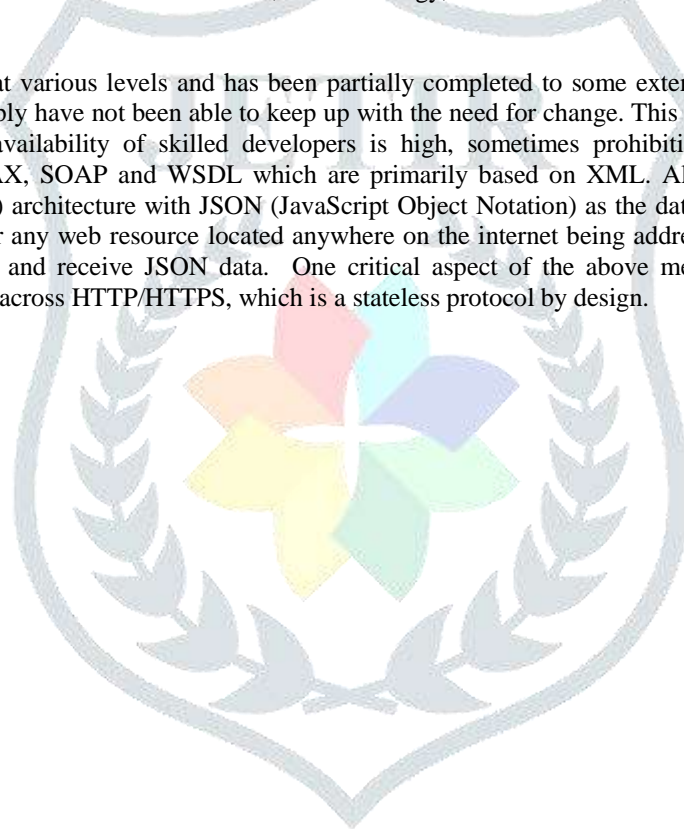 at various levels and has been partially completed to some exten
ply have not been able to keep up with the need for change. This
availability of skilled developers is high, sometimes prohibiti
AX, SOAP and WSDL which are primarily based on XML. A
) architecture with JSON (JavaScript Object Notation) as the dat
r any web resource located anywhere on the internet being addre
and receive JSON data. One critical aspect of the above me
across HTTP/HTTPS, which is a stateless protocol by design.
JETIR